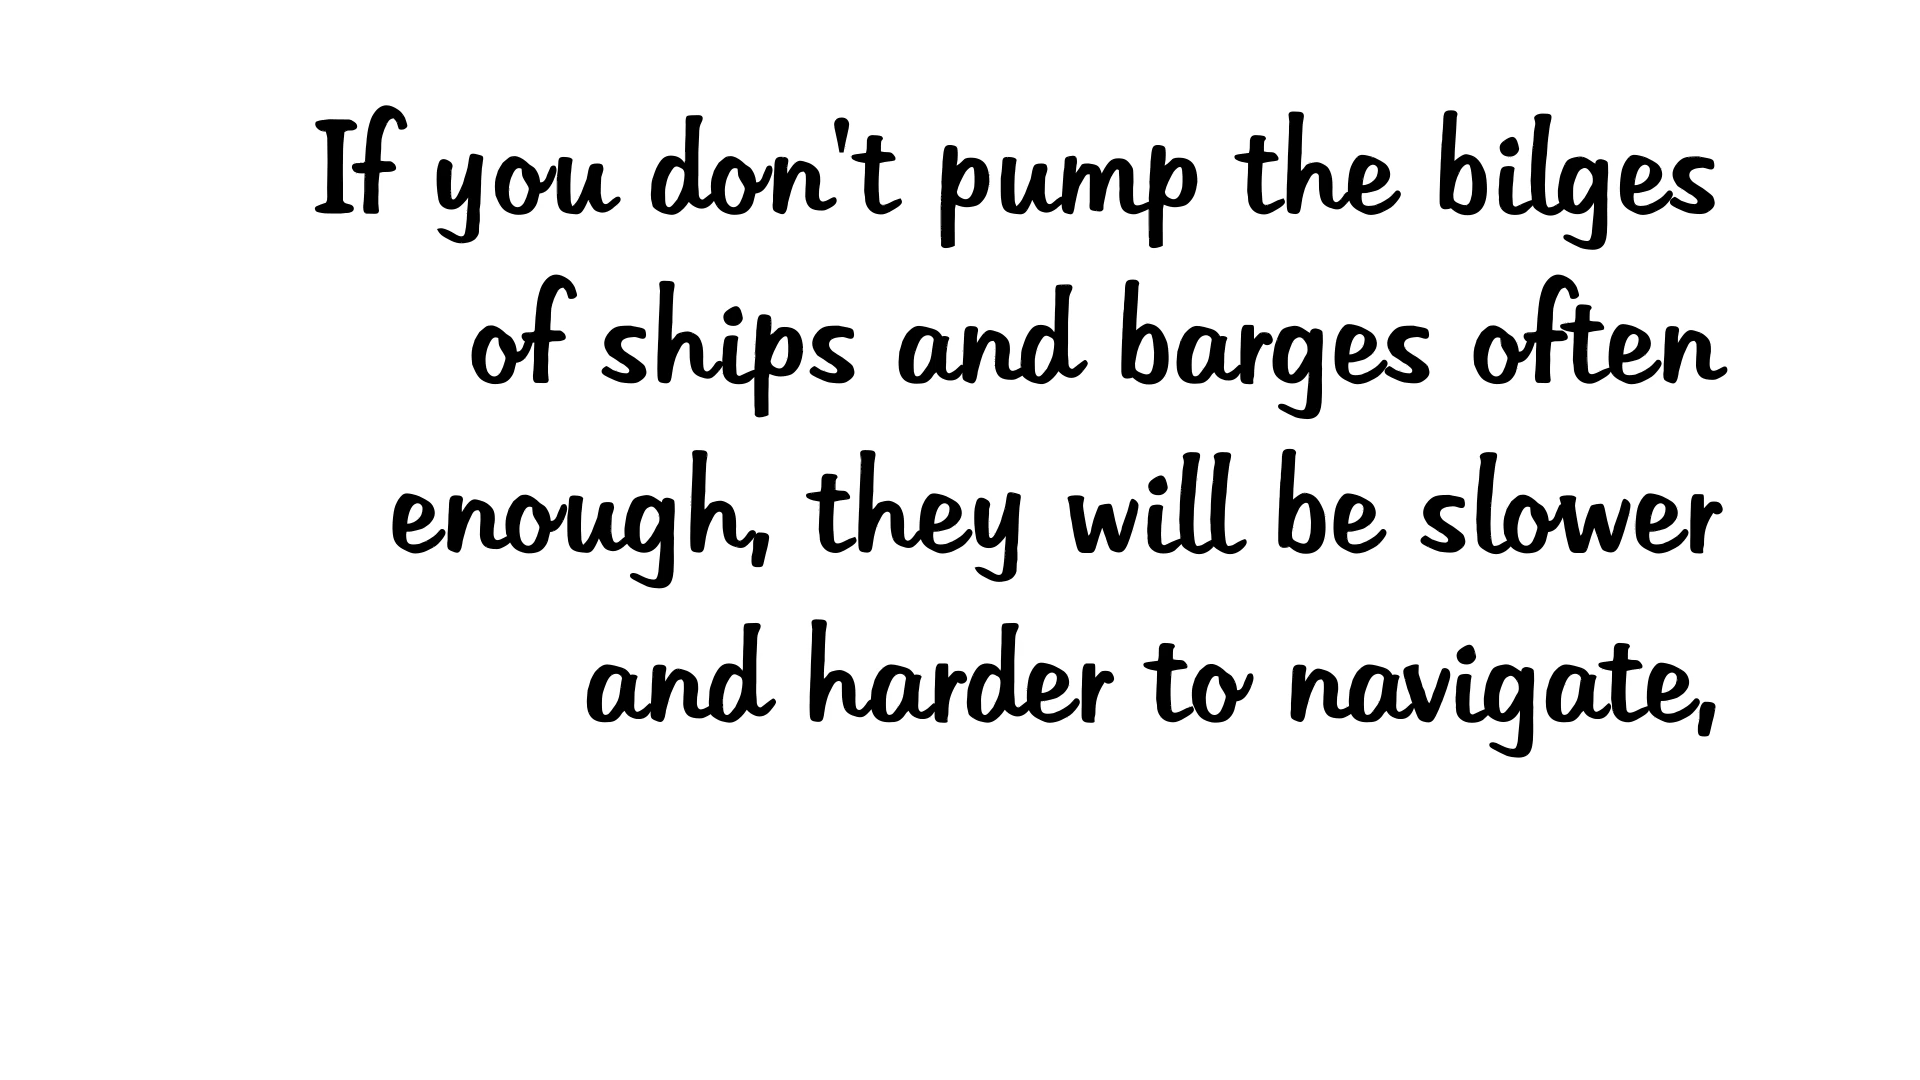 If you don't pump the bilges
of ships and barges often
enough, they will be slower
and harder to navigate,